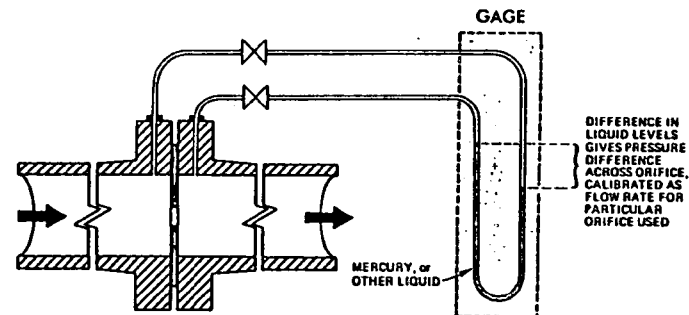 GAGE
DIFFERENCE IN
LIQUID LEVELS
GIVES PRESSURE
DIFFERENCE
ACROSS ORIFICE,
CALIBRATED AS
FLOW RATE FOR
PARTICULAR
ORIFICE USED
MERCURY, or
OTHER LIQUID